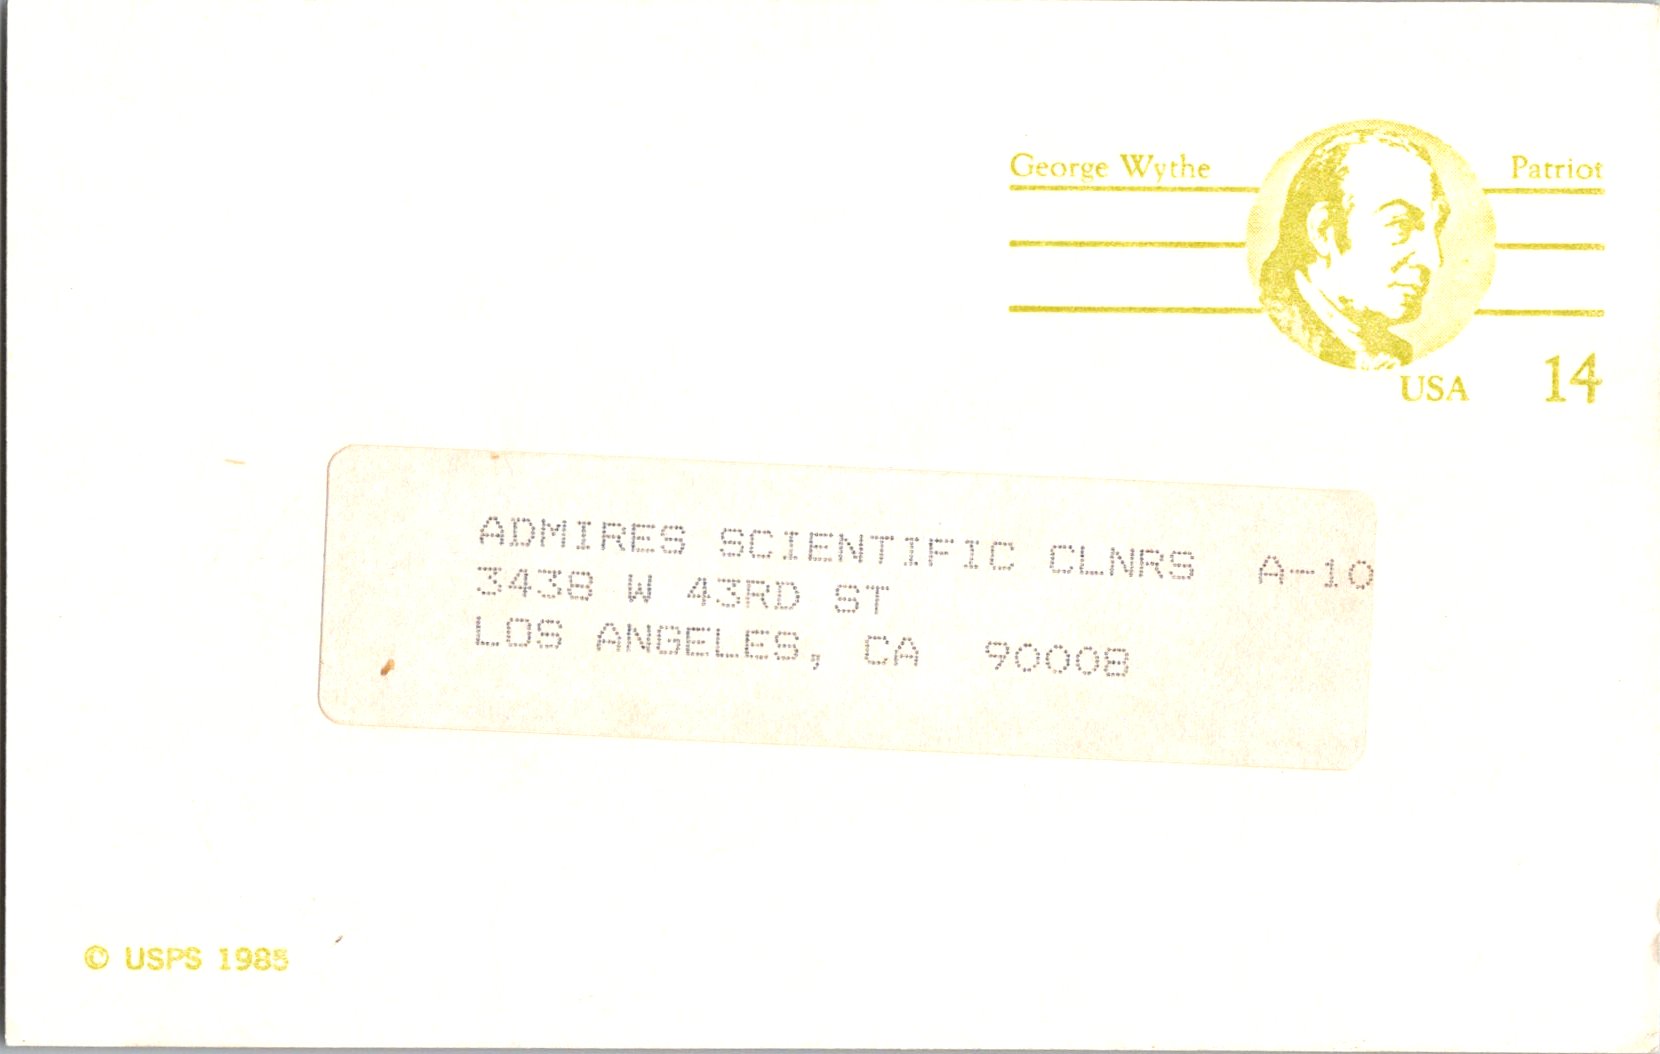 George Wythe Patriot
USA 14
ADMIRES SCIENTIFIC CLNRS A-10
3438 W 43RD ST
LOS ANGELES, CA 90008
© USPS 1985